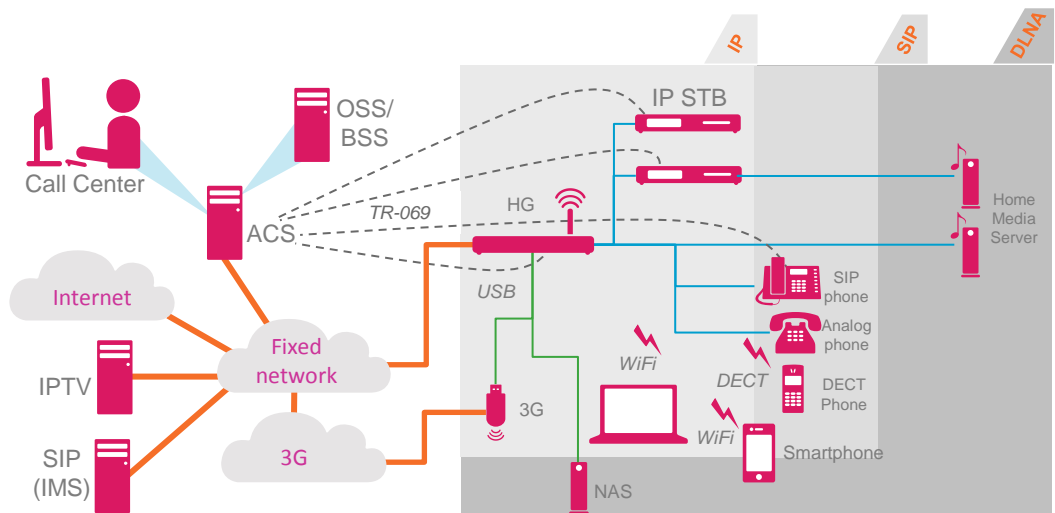 IP
SIP
DLNA
IP STB
OSS/
BSS
Call Center
TR-069
HG
ACS
Home
Media
Server
Internet
USB
SIP
phone
Analog
phone
Fixed
network
WiFi
DECT
DECT
Phone
IPTV
3G
WiFi
Smartphone
SIP
(IMS)
3G
NAS